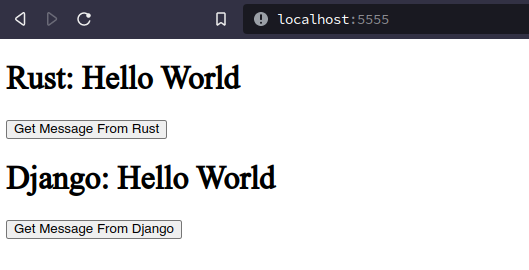 localhost:5555
Rust: Hello World
Get Message From Rust
Django: Hello World
Get Message From Django